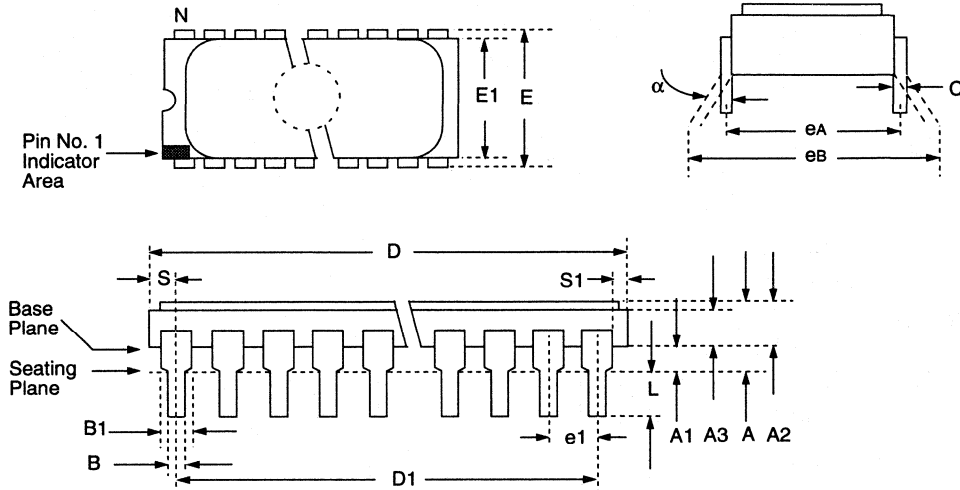 N
E1
E
Pin No. 1
Indicator
Area
α
C
eA
eB
D
S
S1
Base
Plane
Seating
Plane
L
B1
B
e1
A1
A3
A
A2
D1